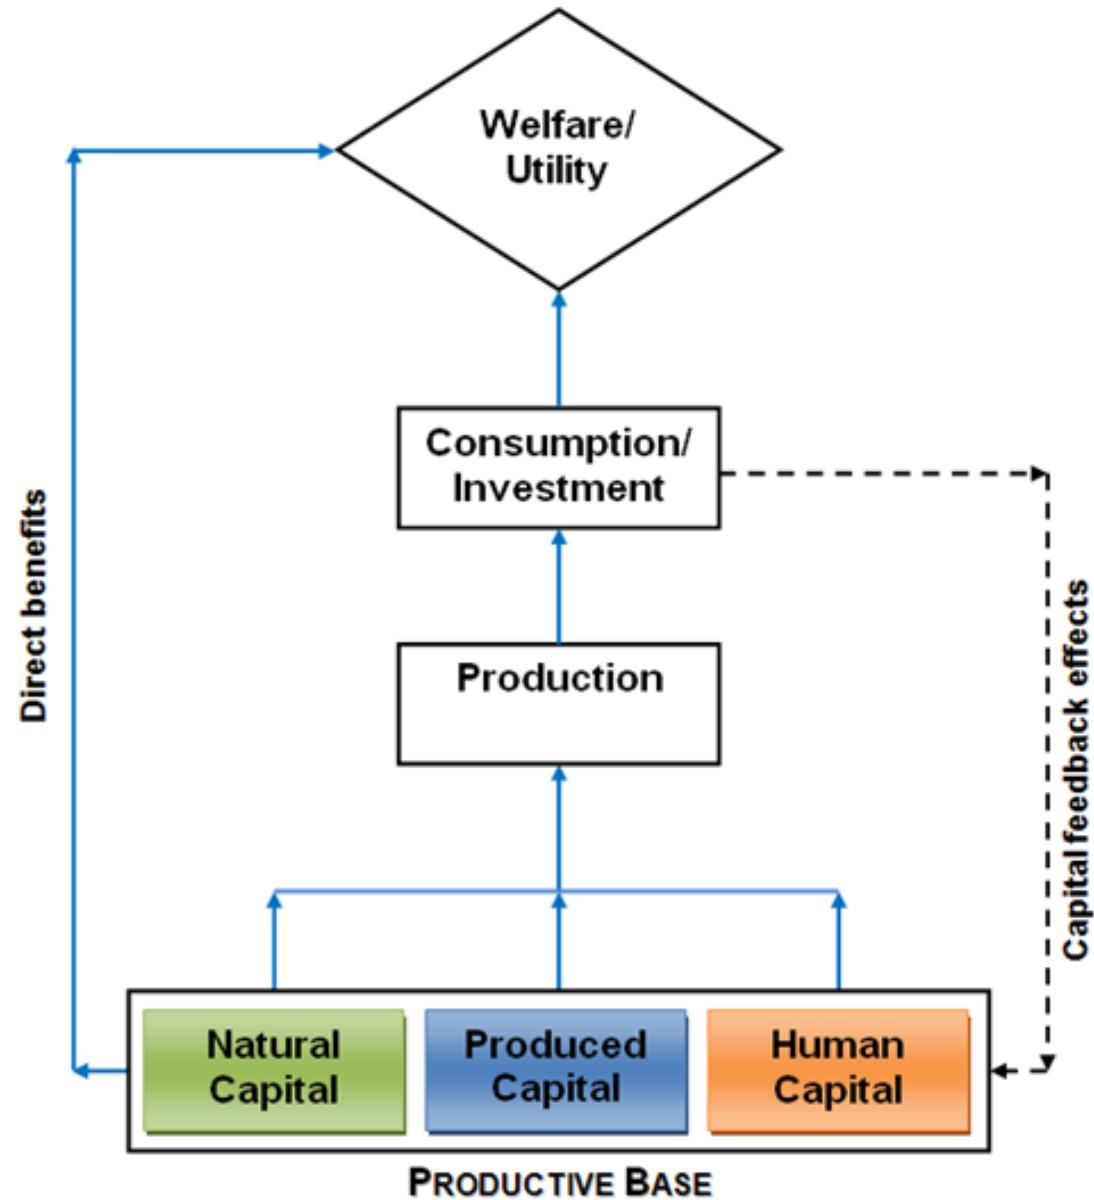 Welfare/
Utility
Consumption/
Investment
Direct benefits
Capital feedback effects
Production
Natural
Capital
Produced
Capital
Human
Capital
PRODUCTIVE BASE